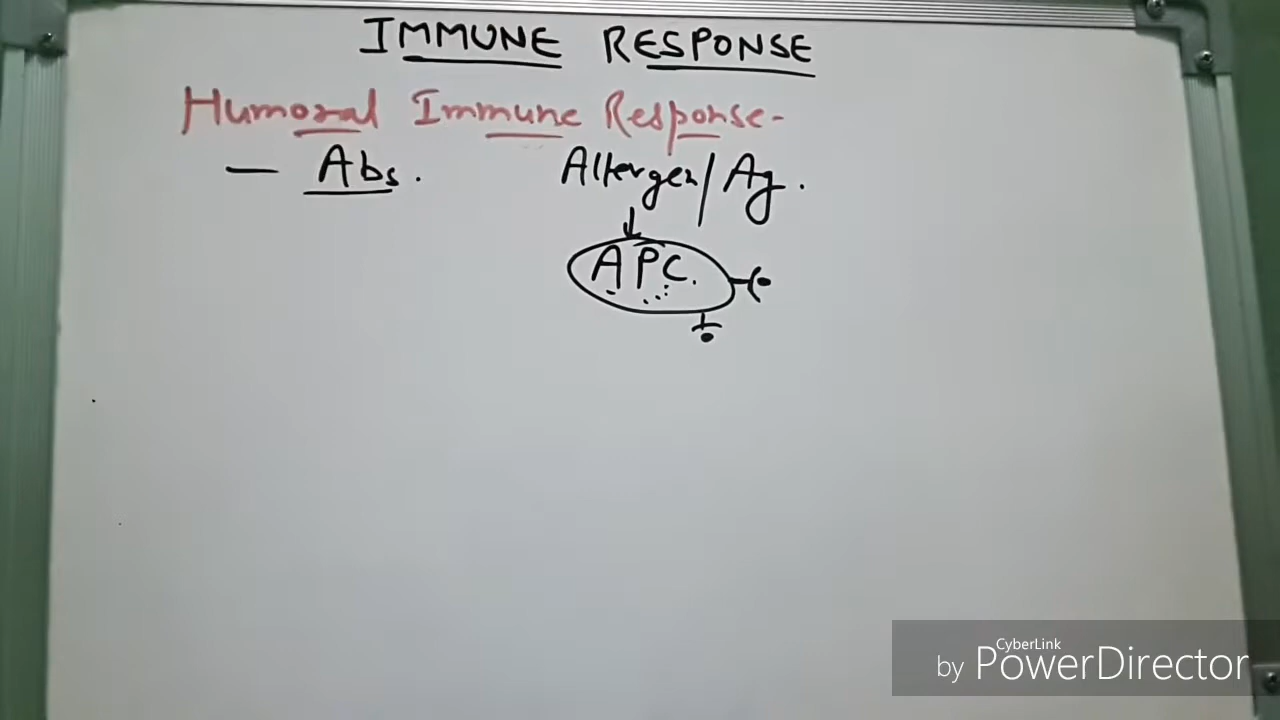 IMMUNE RESPONSE
Humoral Immune Response-
— Abs. Allergen/Ag.
APC.
CyberLink
by PowerDirector